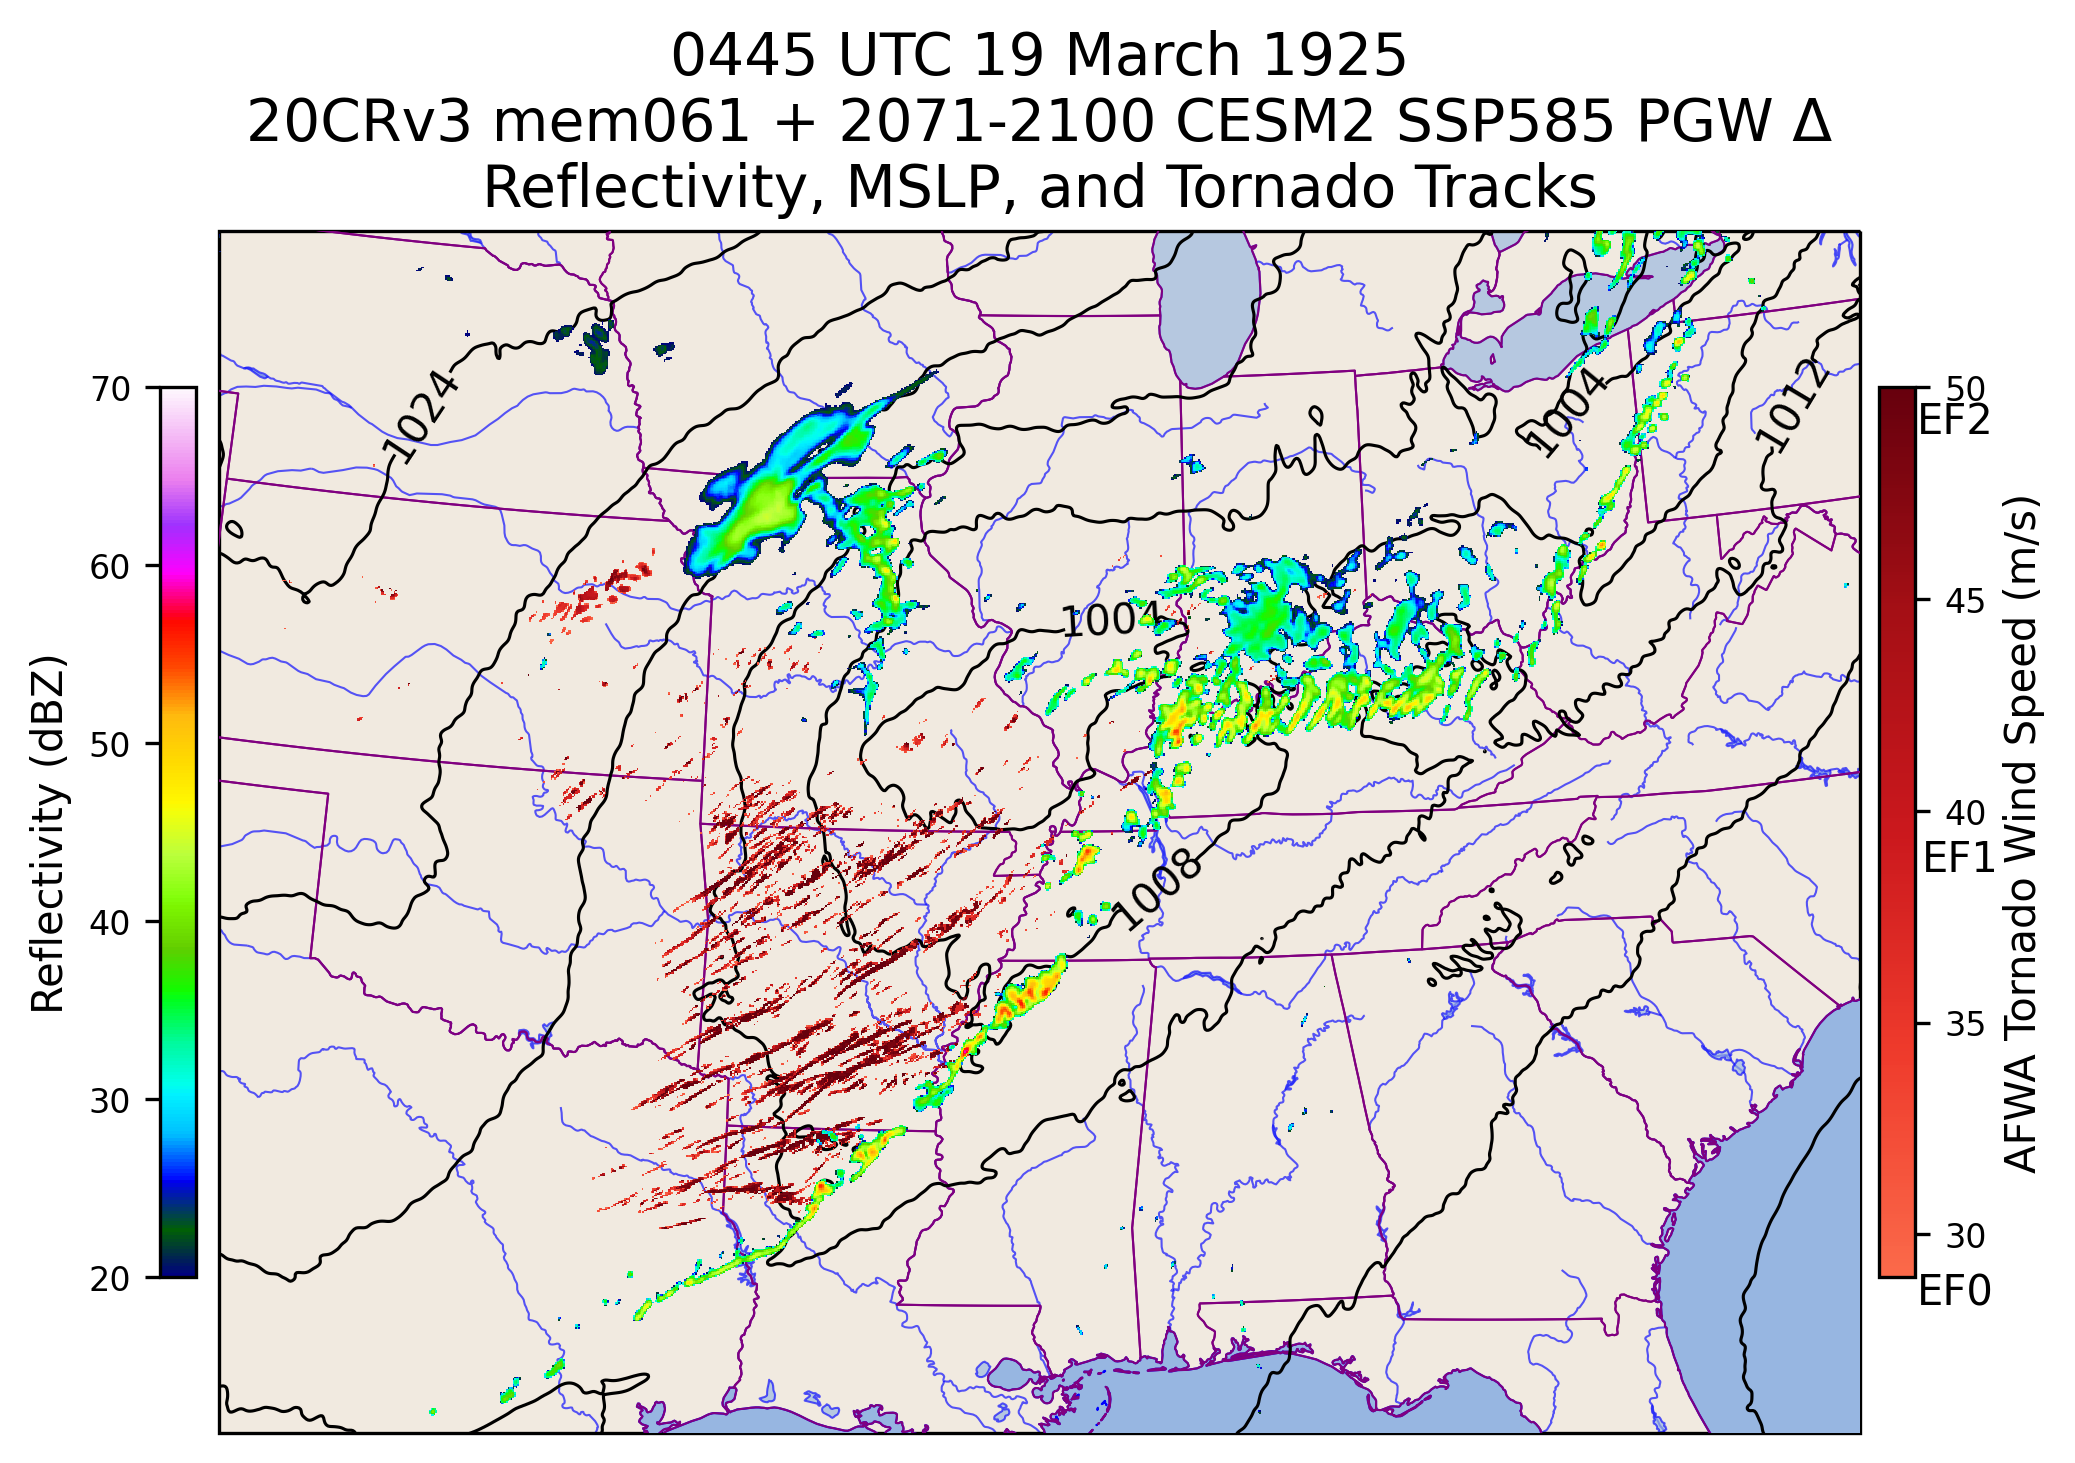 0445 UTC 19 March 1925
20CRv3 mem061 + 2071-2100 CESM2 SSP585 PGW Δ
Reflectivity, MSLP, and Tornado Tracks
Reflectivity (dBZ)
70
60
50
40
30
20
1024
1004
1012
1004
1008
50
EF2
45
40
EF1
35
30
EF0
AFWA Tornado Wind Speed (m/s)